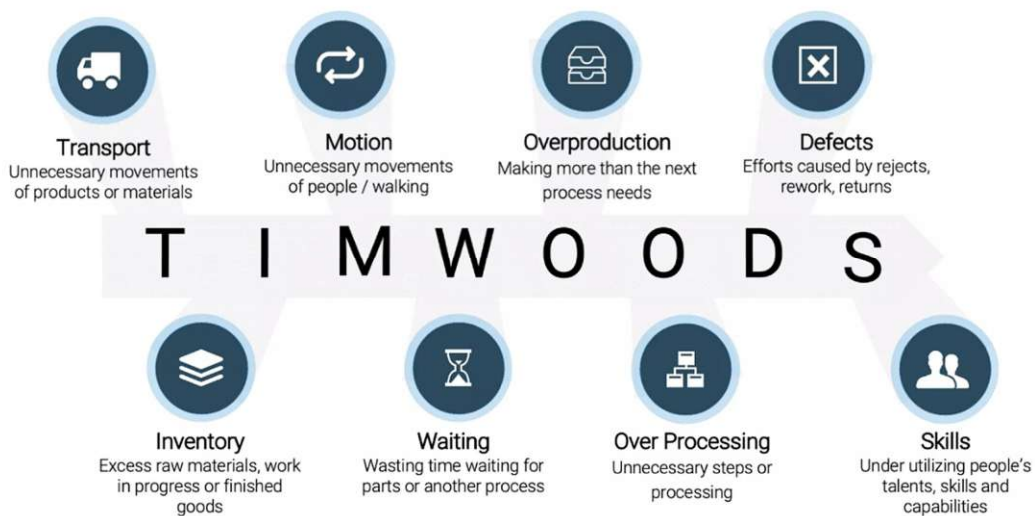 Transport
Unnecessary movements
of products or materials
Motion
Unnecessary movements
of people / walking
Overproduction
Making more than the next
process needs
Defects
Efforts caused by rejects,
rework, returns
T I M W O O D S
Inventory
Excess raw materials, work
in progress or finished
goods
Waiting
Wasting time waiting for
parts or another process
Over Processing
Unnecessary steps or
processing
Skills
Under utilizing people's
talents, skills and
capabilities